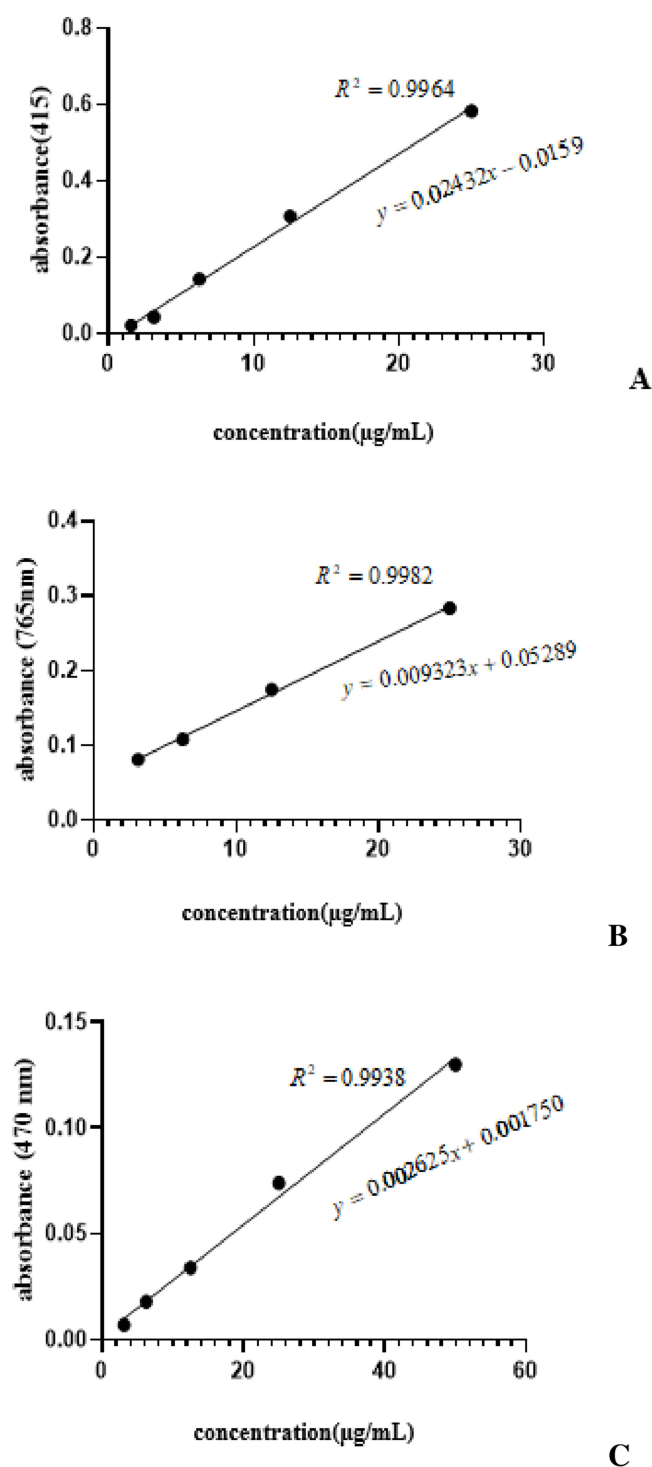 0.8
R² = 0.9964
0.6
absorbance(415)
y = 0.02432x − 0.0159
0.4
0.2
0.0
0 10 20 30
A
concentration(µg/mL)
0.4
R² = 0.9982
0.3
absorbance (765nm)
y = 0.009323x + 0.05289
0.2
0.1
0.0
0 10 20 30
concentration(µg/mL)
B
0.15
R² = 0.9938
absorbance (470 nm)
0.10
y = 0.002625x + 0.001750
0.05
0.00
0 20 40 60
concentration(µg/mL)
C